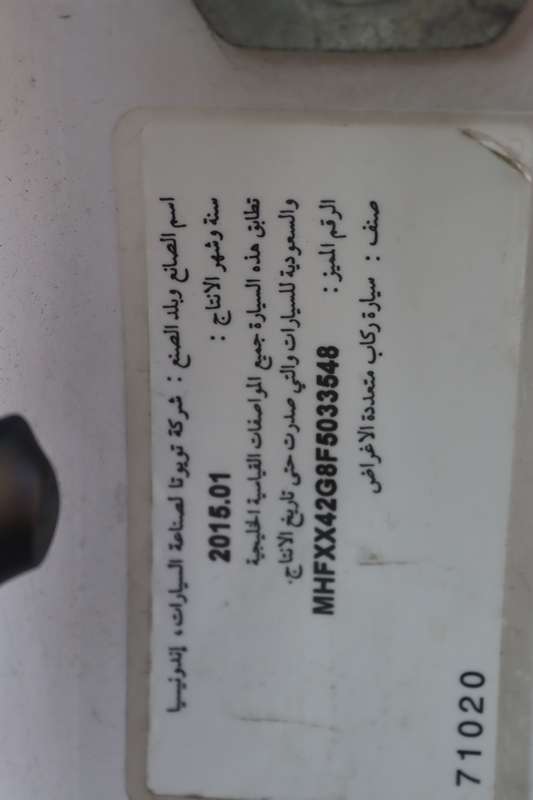 اسم الصانع وبلد الصنع : شركة تويوتا لصناعة السيارات، إندونيسيا
سنة وشهر الانتاج : 2015.01
تطابق هذه السيارة جميع المواصفات القياسية الخليجية
والسعودية للسيارات والتي صدرت حتى تاريخ الانتاج.
الرقم المميز : MHFXX42G8F5033548
صنف : سيارة ركاب متعددة الاغراض
71020